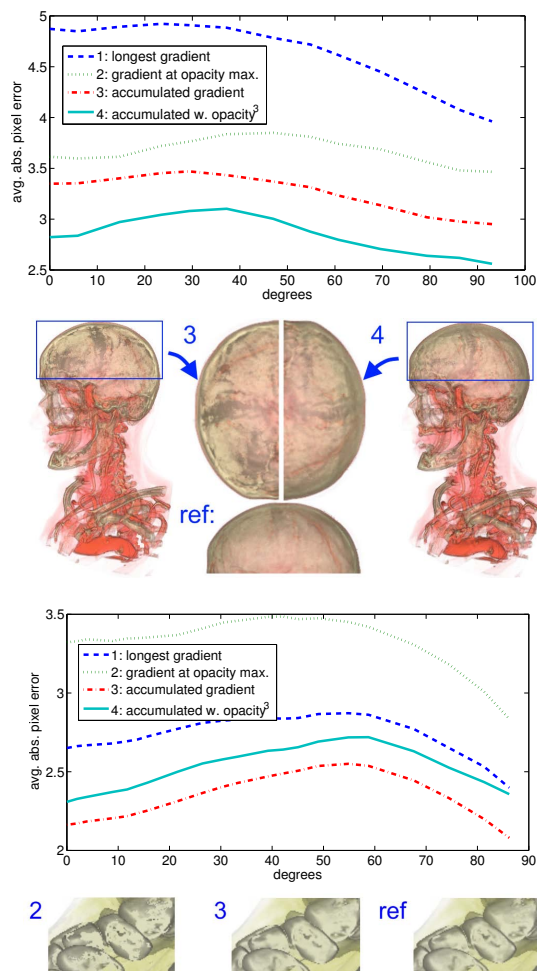 5
4.5
4
3.5
3
2.5
avg. abs. pixel error
1: longest gradient
2: gradient at opacity max.
3: accumulated gradient
4: accumulated w. opacity³
0 10 20 30 40 50 60 70 80 90 100
degrees
3
4
ref:
3.5
3
2.5
2
avg. abs. pixel error
1: longest gradient
2: gradient at opacity max.
3: accumulated gradient
4: accumulated w. opacity³
0 10 20 30 40 50 60 70 80 90
degrees
2 3 ref